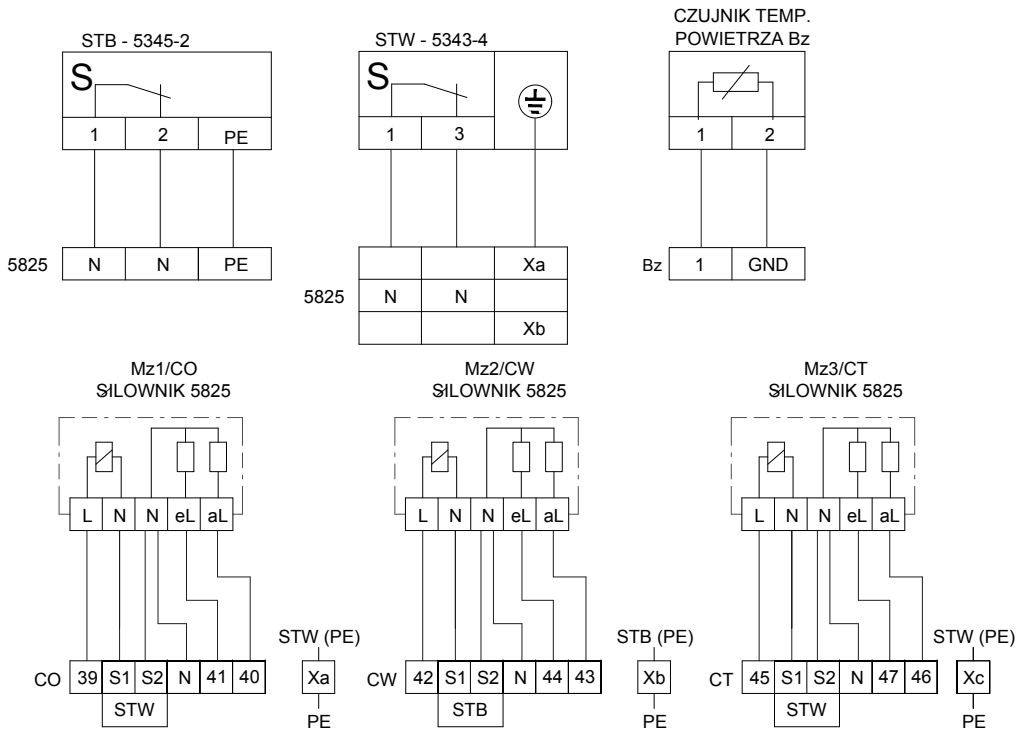 CZUJNIK TEMP.
POWIETRZA Bz
STB - 5345-2
STW - 5343-4
S
S
1 2 PE
1 3
1 2
5825 N N PE
Xa
5825 N N
Xb
Bz 1 GND
Mz1/CO
SIŁOWNIK 5825
Mz2/CW
SIŁOWNIK 5825
Mz3/CT
SIŁOWNIK 5825
L N N eL aL
L N N eL aL
L N N eL aL
STW (PE)
STB (PE)
STW (PE)
CO 39 S1 S2 N 41 40
Xa
CW 42 S1 S2 N 44 43
Xb
CT 45 S1 S2 N 47 46
Xc
STW
PE
STB
PE
STW
PE